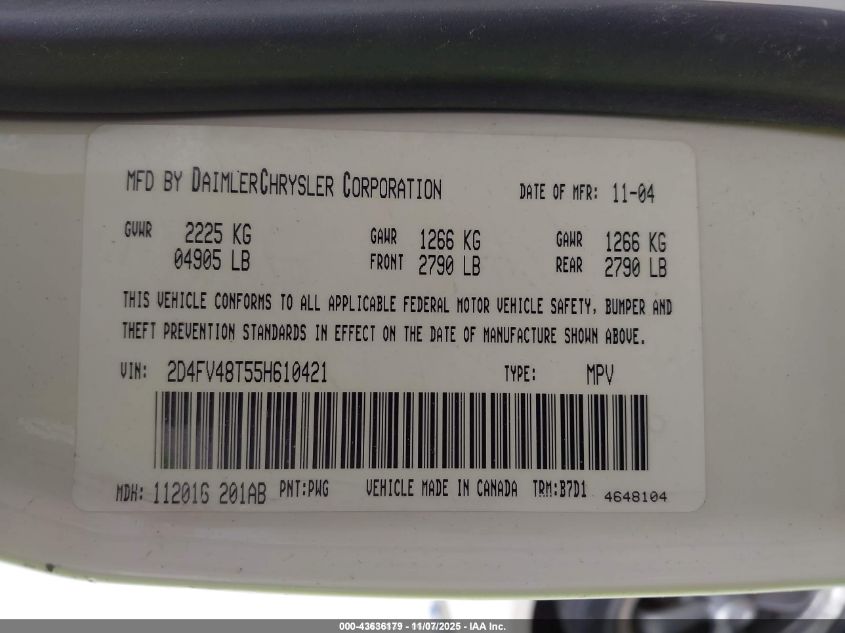 MFD BY DAIMLERCHRYSLER CORPORATION DATE OF MFR: 11-04
GVWR 2225 KG GAWR 1266 KG GAWR 1266 KG
04905 LB FRONT 2790 LB REAR 2790 LB
THIS VEHICLE CONFORMS TO ALL APPLICABLE FEDERAL MOTOR VEHICLE SAFETY, BUMPER AND
THEFT PREVENTION STANDARDS IN EFFECT ON THE DATE OF MANUFACTURE SHOWN ABOVE.
VIN: 2D4FV48T55H610421 TYPE: MPV
MDH: 112016 201AB PNT:PWG VEHICLE MADE IN CANADA TRM:B7D1 4648104
000-43636179 - 11/07/2025 - IAA Inc.